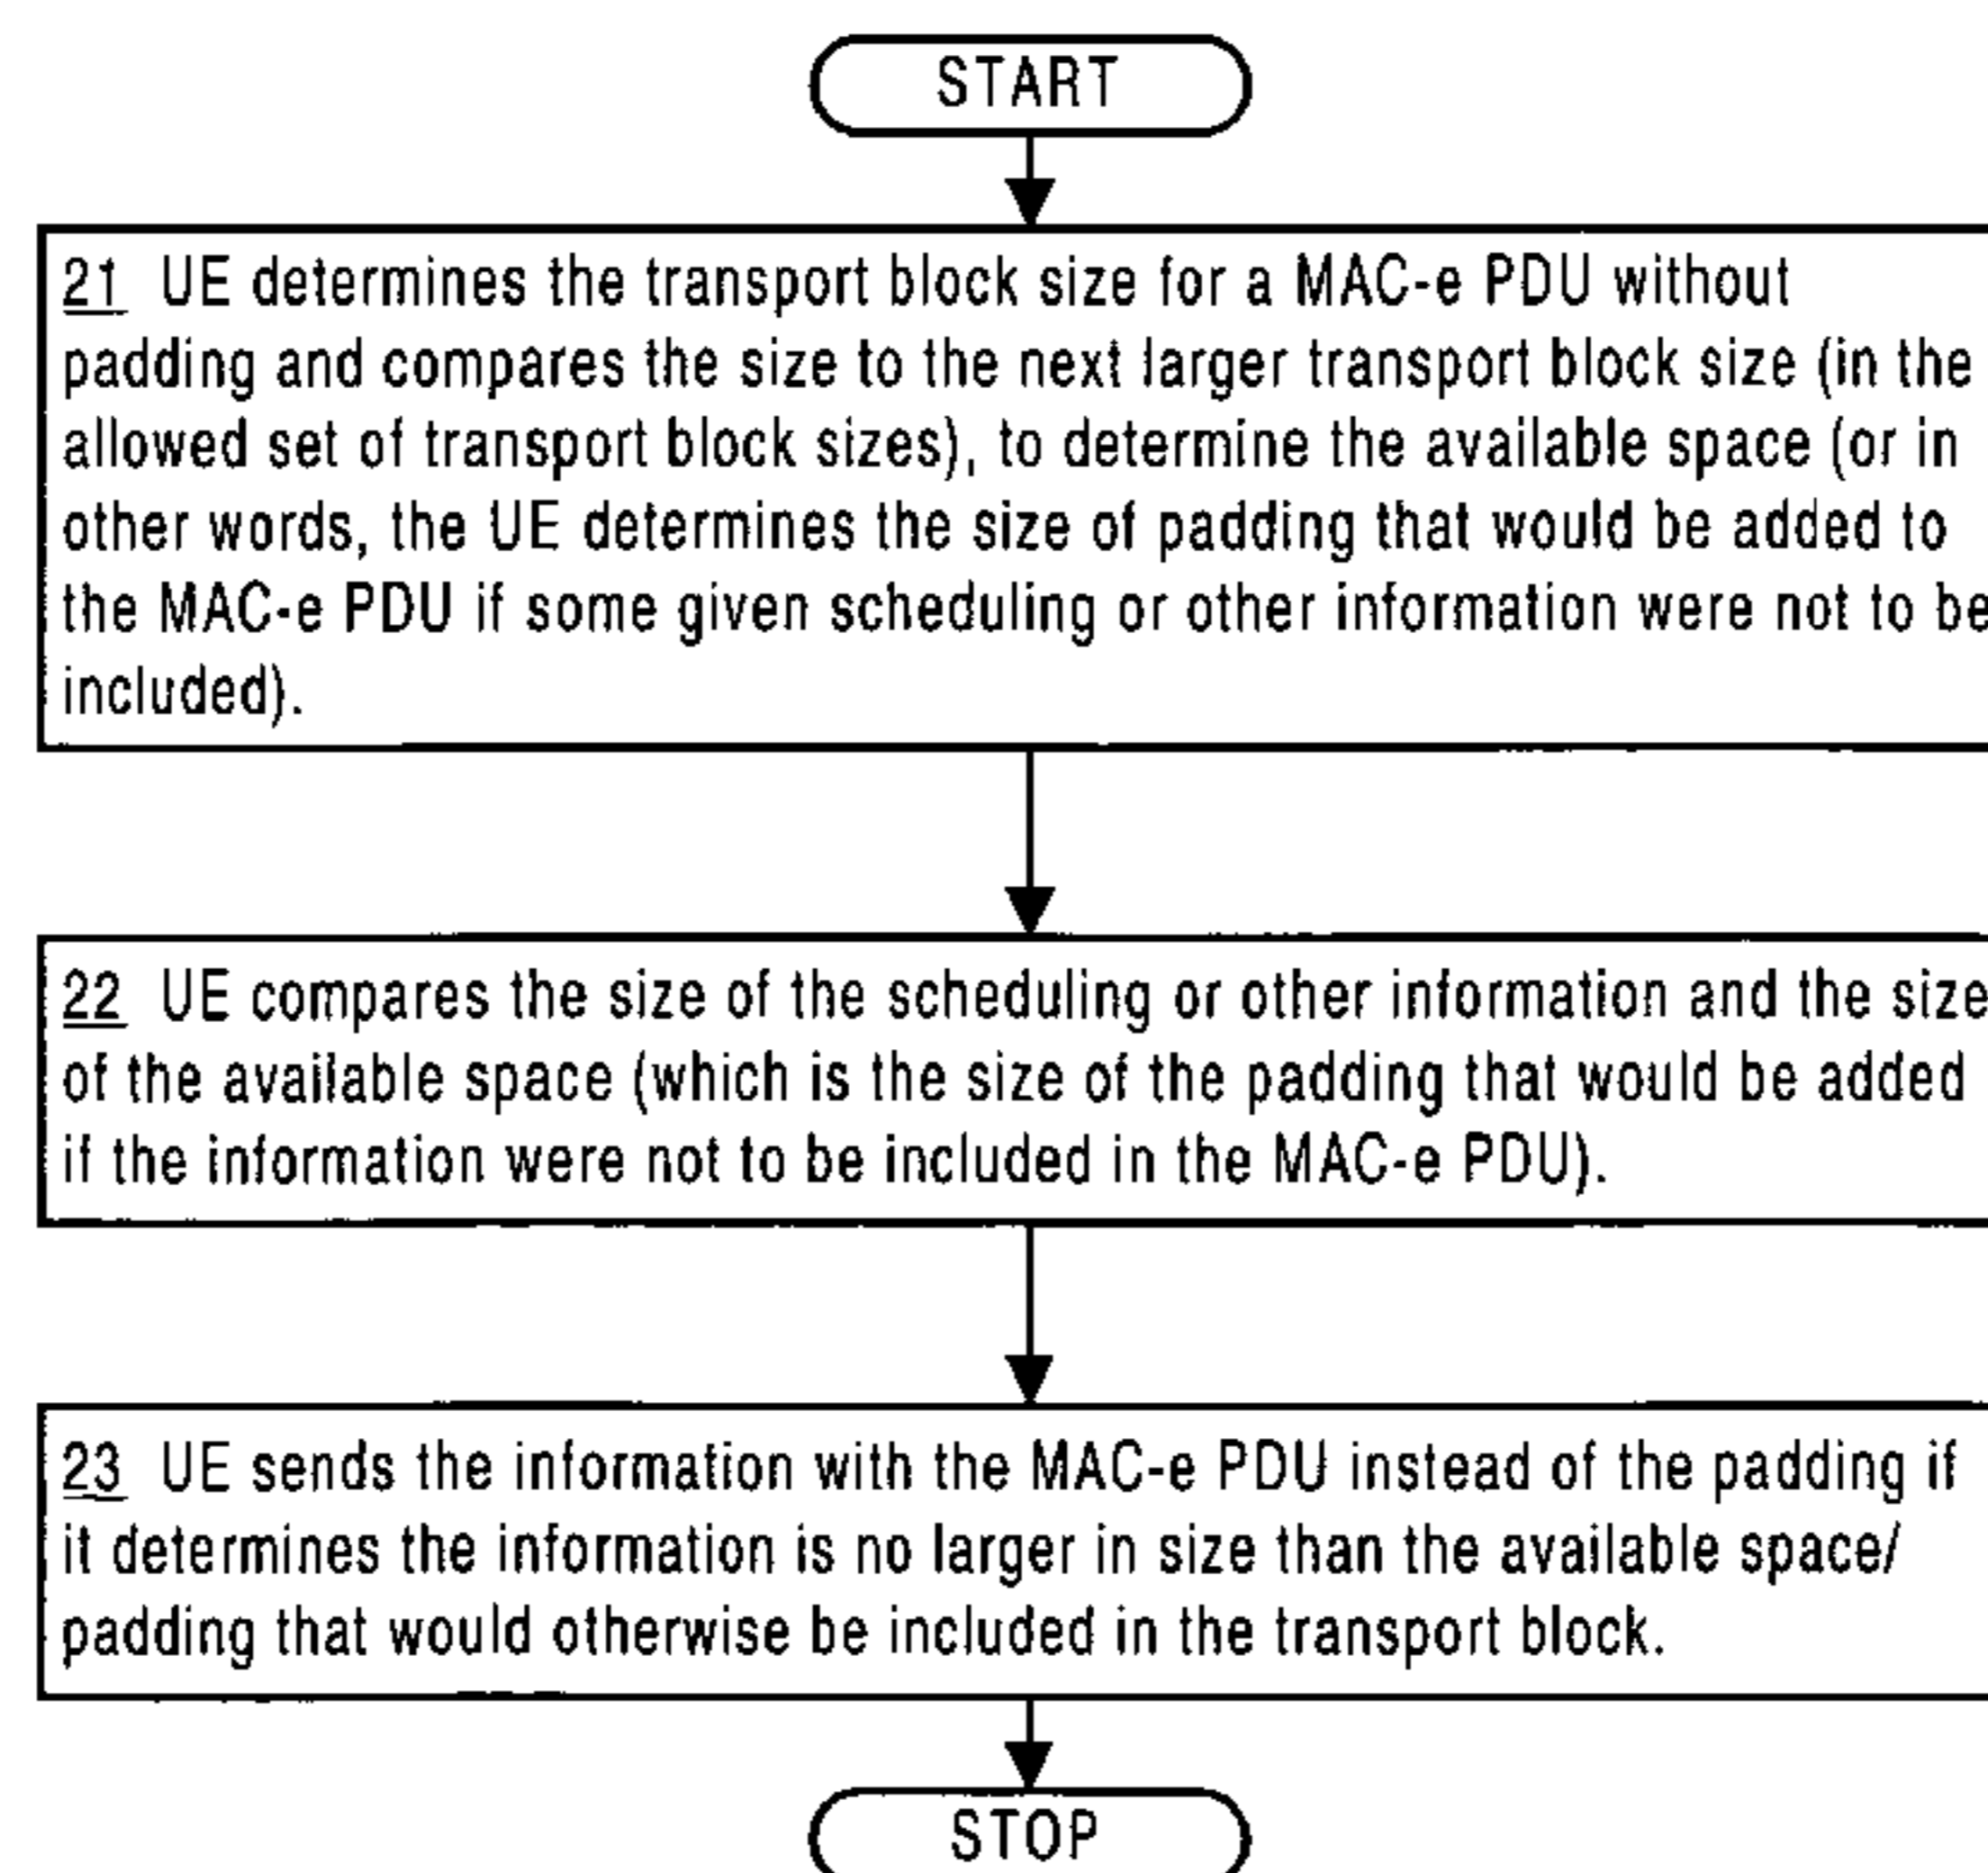 START
21 UE determines the transport block size for a MAC-e PDU without
padding and compares the size to the next larger transport block size (in the
allowed set of transport block sizes), to determine the available space (or in
other words, the UE determines the size of padding that would be added to
the MAC-e PDU if some given scheduling or other information were not to be
included).
22 UE compares the size of the scheduling or other information and the size
of the available space (which is the size of the padding that would be added
if the information were not to be included in the MAC-e PDU).
23 UE sends the information with the MAC-e PDU instead of the padding if
it determines the information is no larger in size than the available space/
padding that would otherwise be included in the transport block.
STOP